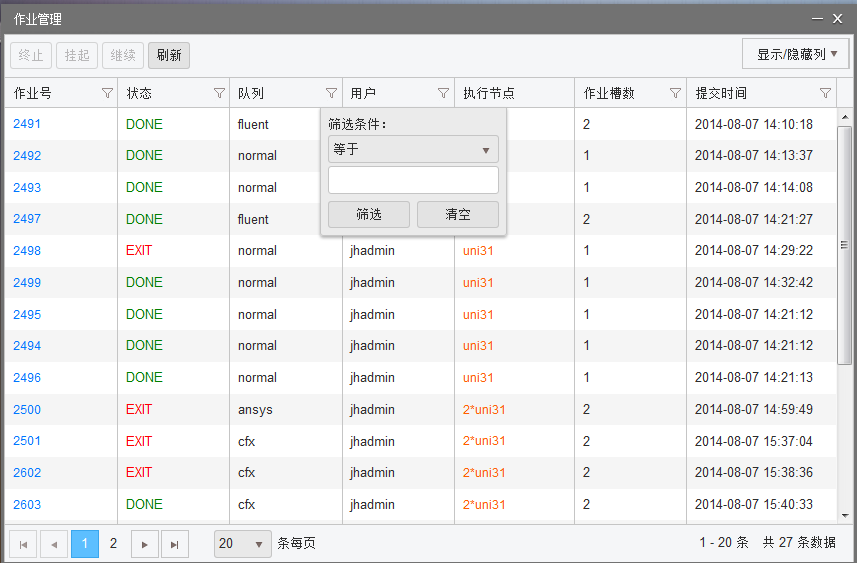 作业管理
终止 挂起 继续 刷新 显示/隐藏列
作业号 状态 队列 用户 执行节点 作业槽数 提交时间
2491 DONE fluent 2 2014-08-07 14:10:18
2492 DONE normal 1 2014-08-07 14:13:37
2493 DONE normal 1 2014-08-07 14:14:08
2497 DONE fluent 2 2014-08-07 14:21:27
筛选条件：
等于
筛选 清空
2498 EXIT normal jhadmin uni31 1 2014-08-07 14:29:22
2499 DONE normal jhadmin uni31 1 2014-08-07 14:32:42
2495 DONE normal jhadmin uni31 1 2014-08-07 14:21:12
2494 DONE normal jhadmin uni31 1 2014-08-07 14:21:12
2496 DONE normal jhadmin uni31 1 2014-08-07 14:21:13
2500 EXIT ansys jhadmin 2*uni31 2 2014-08-07 14:59:49
2501 EXIT cfx jhadmin 2*uni31 2 2014-08-07 15:37:04
2602 EXIT cfx jhadmin 2*uni31 2 2014-08-07 15:38:36
2603 DONE cfx jhadmin 2*uni31 2 2014-08-07 15:40:33
1 2 20 条每页 1 - 20 条 共 27 条数据